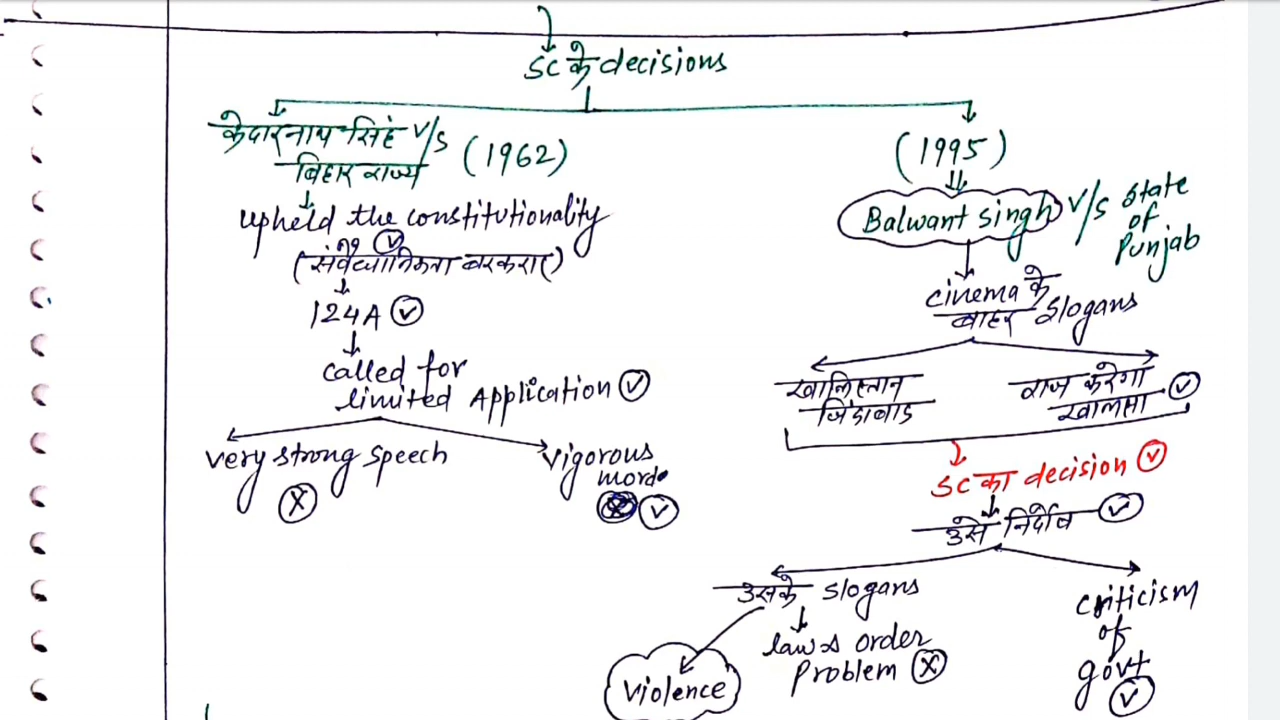 SC के decisions
केदारनाथ सिंह v/s
बिहार राज्य
(1962)
upheld the constitutionality
(संवैधानिकता बरकरार)
124A
called for
limited Application
very strong speech
X
vigorous
(1995)
Balwant singh v/s State
of
Punjab
cinema के
बाहर slogans
खालिस्तान
जिंदाबाद
राज करेगा
खालसा
SC का decision
उसे निर्दोष
उसके slogans
law & order
Problem X
Violence
criticism
of
govt